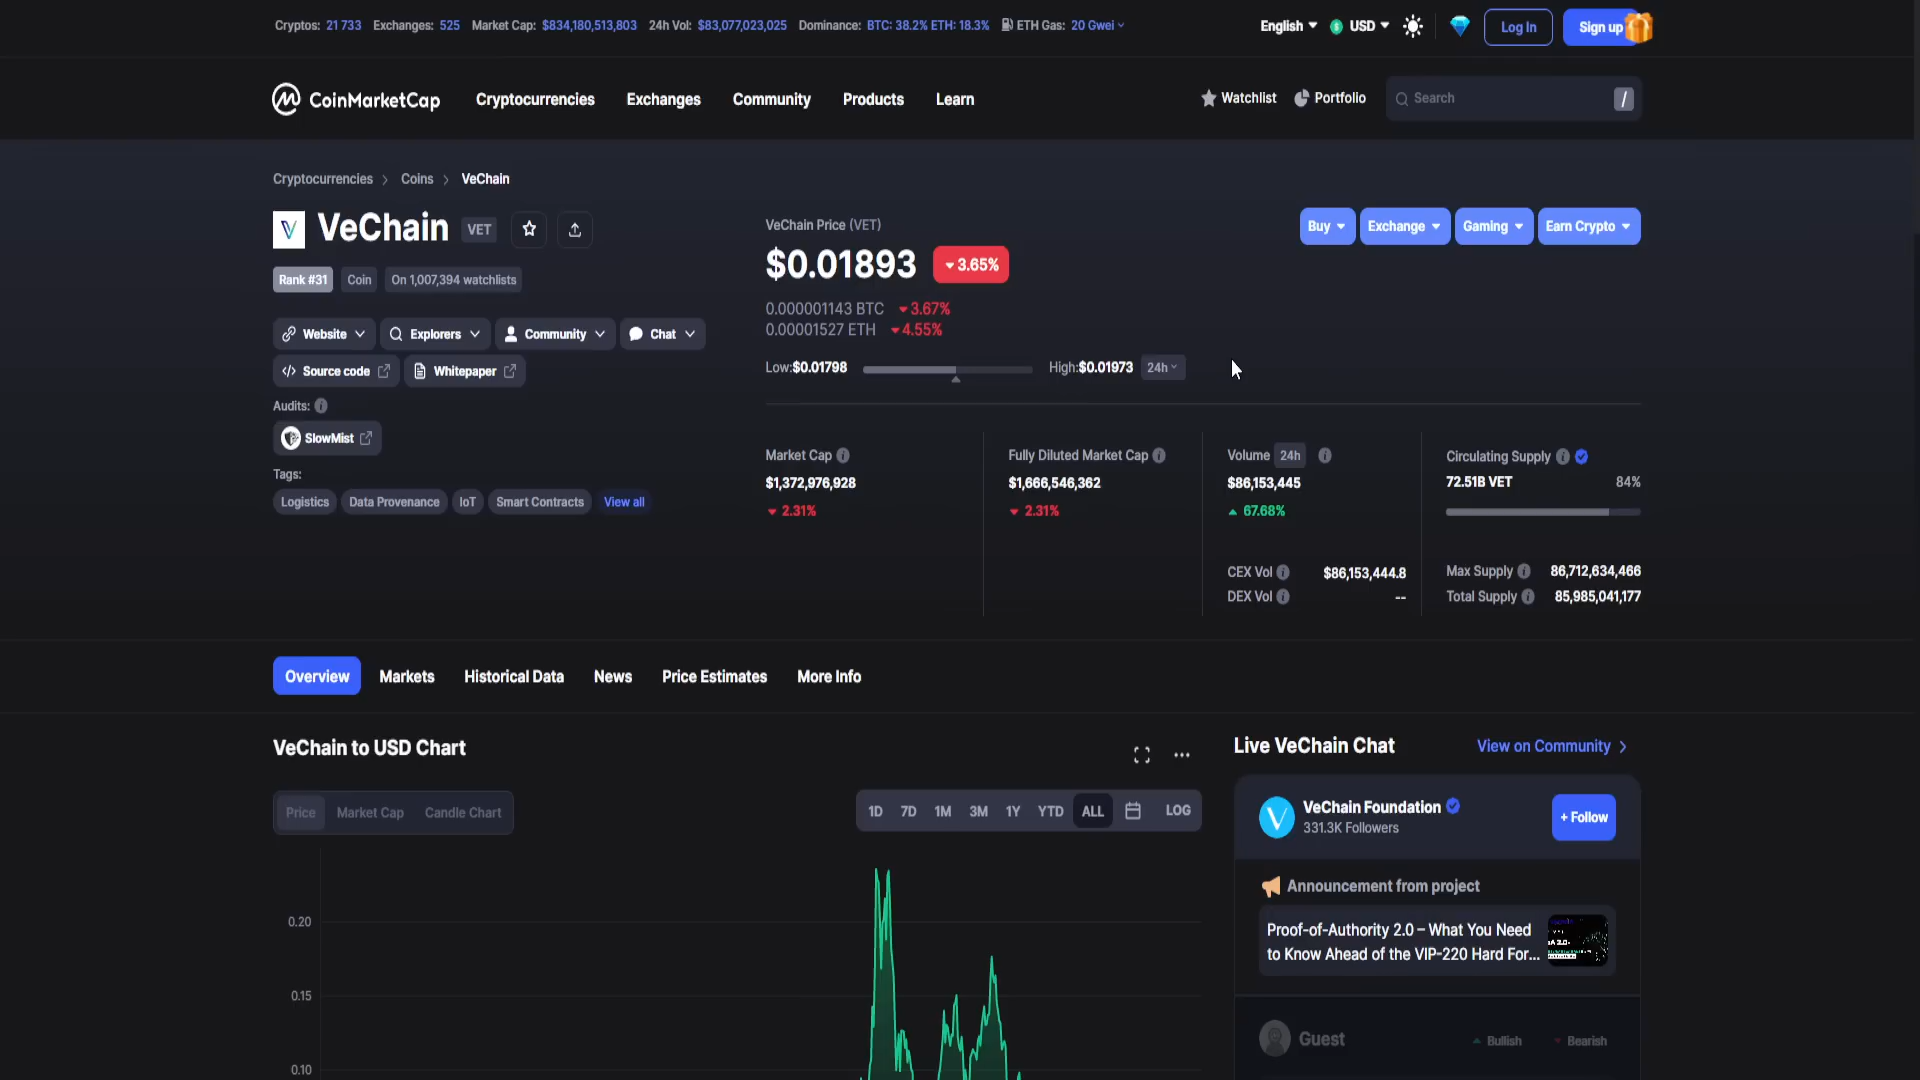 Cryptos: 21 733 Exchanges: 525 Market Cap: $834,180,513,803 24h Vol: $83,077,023,025 Dominance: BTC: 38.2% ETH: 18.3% ETH Gas: 20 Gwei
English USD Log In Sign up
CoinMarketCap Cryptocurrencies Exchanges Community Products Learn
Watchlist Portfolio Search /
Cryptocurrencies Coins VeChain
VeChain VET
Rank #31 Coin On 1,007,394 watchlists
Website Explorers Community Chat
Source code Whitepaper
Audits:
SlowMist
Tags:
Logistics Data Provenance IoT Smart Contracts View all
VeChain Price (VET)
$0.01893 3.65%
0.000001143 BTC 3.67%
0.00001527 ETH 4.55%
Low:$0.01798 High:$0.01973 24h
Buy Exchange Gaming Earn Crypto
Market Cap
$1,372,976,928
2.31%
Fully Diluted Market Cap
$1,666,546,362
2.31%
Volume 24h
$86,153,445
67.68%
CEX Vol $86,153,444.8
DEX Vol --
Circulating Supply
72.51B VET 84%
Max Supply 86,712,634,466
Total Supply 85,985,041,177
Overview Markets Historical Data News Price Estimates More Info
VeChain to USD Chart
Price Market Cap Candle Chart
1D 7D 1M 3M 1Y YTD ALL LOG
0.20
0.15
0.10
Live VeChain Chat View on Community
VeChain Foundation
331.3K Followers
+ Follow
Announcement from project
Proof-of-Authority 2.0 – What You Need
to Know Ahead of the VIP-220 Hard For...
Guest Bullish Bearish